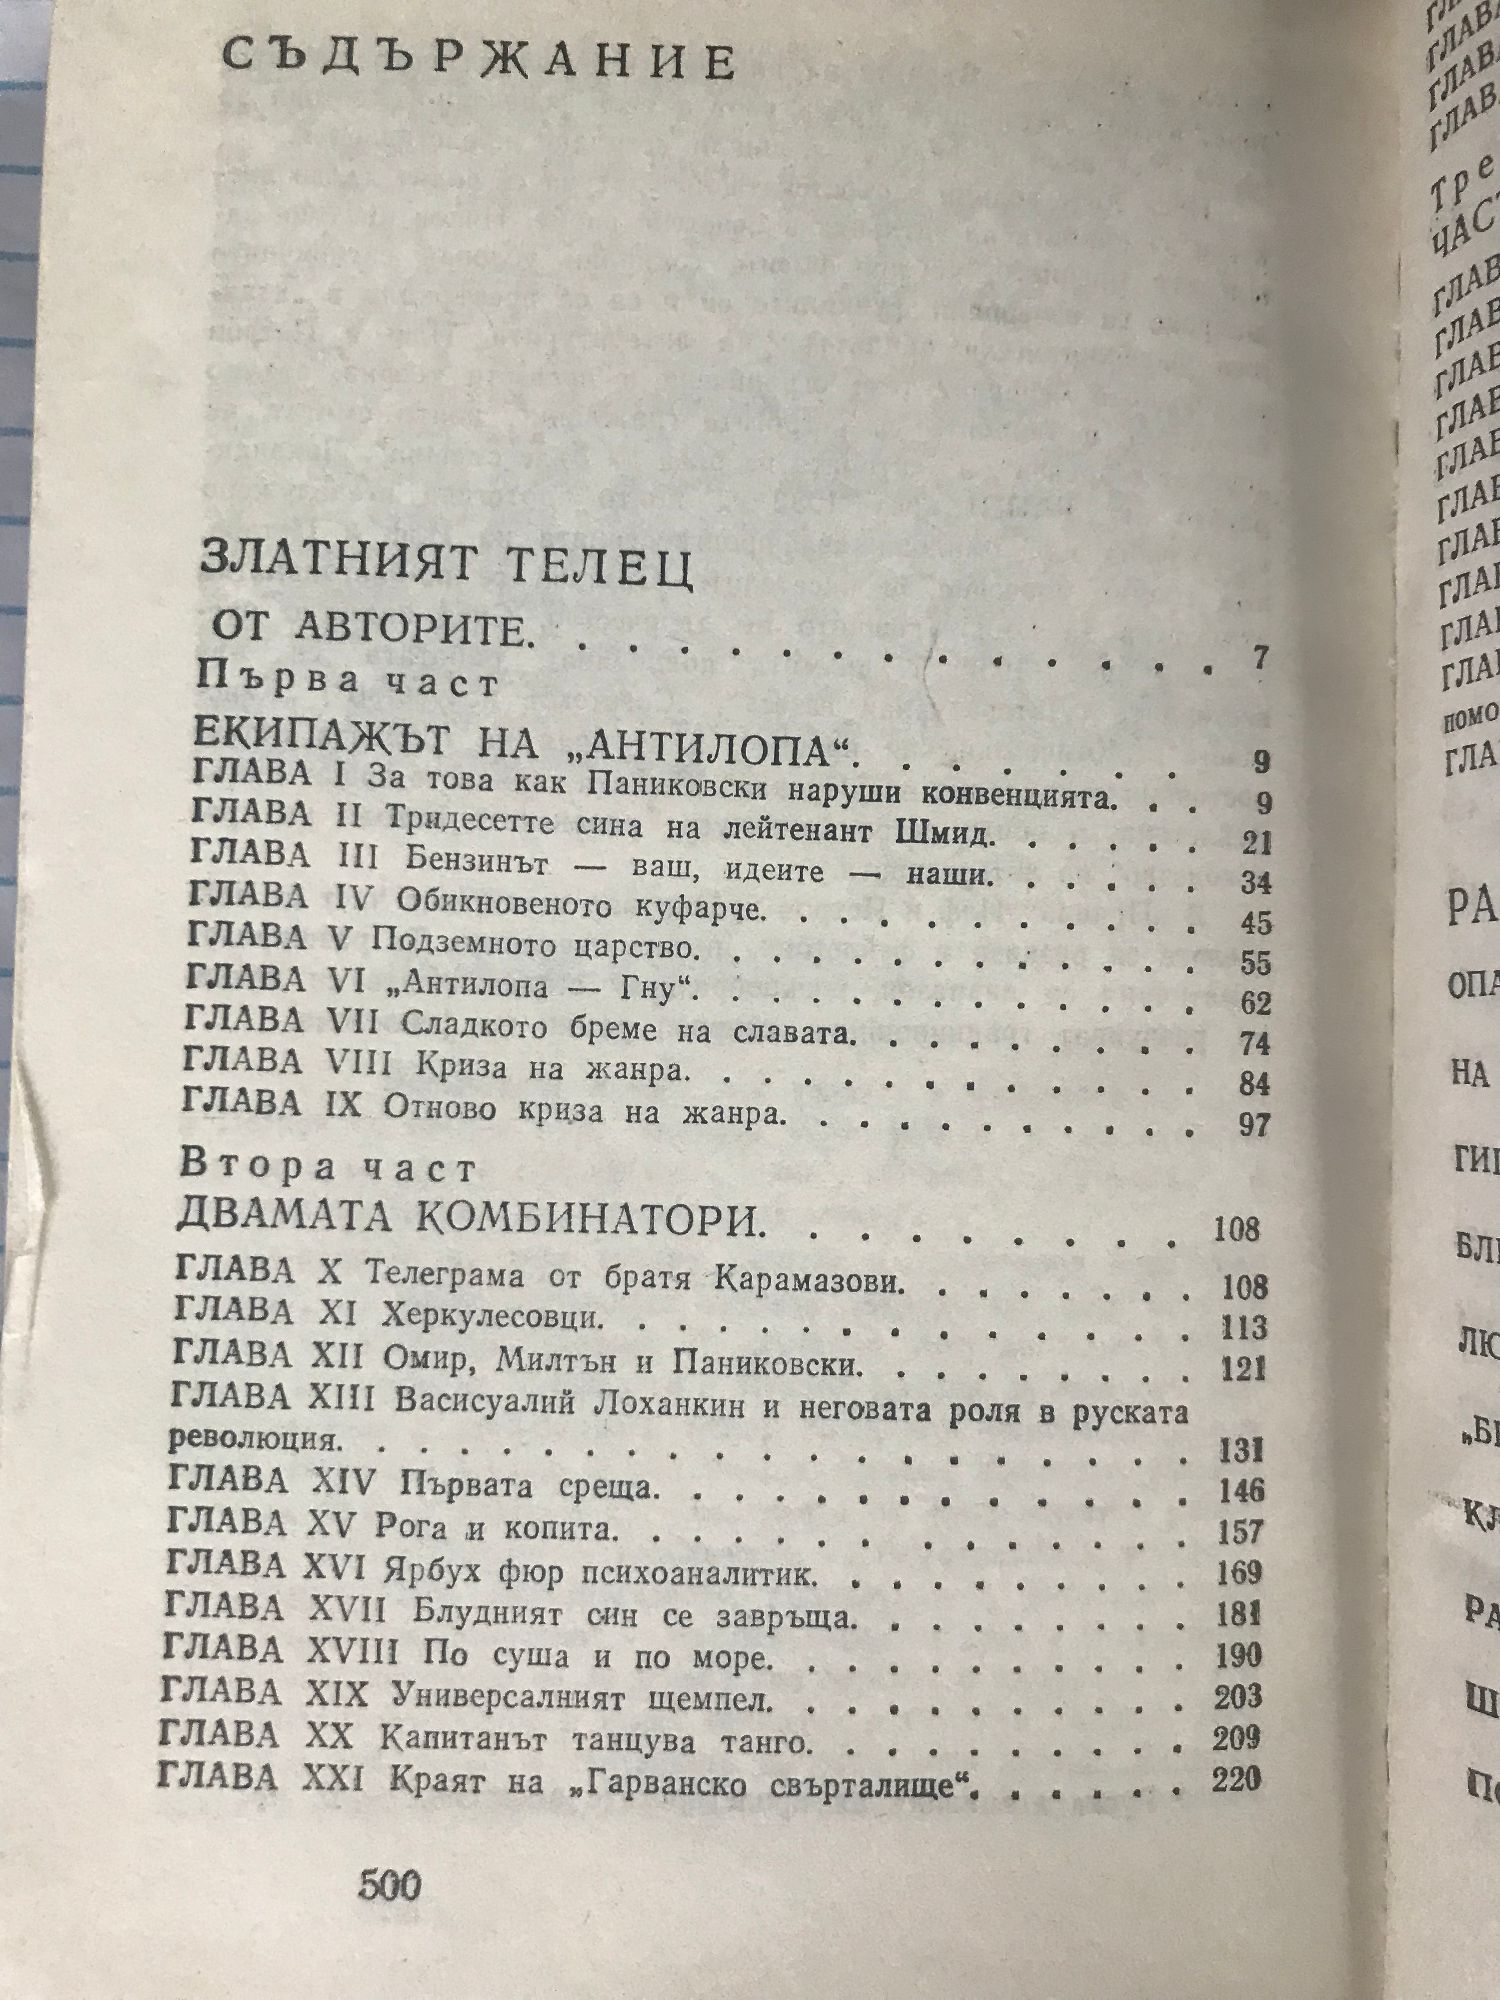 СЪДЪРЖАНИЕ
ЗЛАТНИЯТ ТЕЛЕЦ
ОТ АВТОРИТЕ. . . . . . . . . . . . . . 7
Първа част
ЕКИПАЖЪТ НА „АНТИЛОПА“. . . . . . . 9
ГЛАВА I За това как Паниковски наруши конвенцията. . . 9
ГЛАВА II Тридесетте сина на лейтенант Шмид. . . . . . 21
ГЛАВА III Бензинът — ваш, идеите — наши. . . . . . 34
ГЛАВА IV Обикновеното куфарче. . . . . . . . . . . . 45
ГЛАВА V Подземното царство. . . . . . . . . . . . . 55
ГЛАВА VI „Антилопа — Гну“. . . . . . . . . . . . . 62
ГЛАВА VII Сладкото бреме на славата. . . . . . . . . 74
ГЛАВА VIII Криза на жанра. . . . . . . . . . . . . 84
ГЛАВА IX Отново криза на жанра. . . . . . . . . . . 97
Втора част
ДВАМАТА КОМБИНАТОРИ. . . . . . . . . 108
ГЛАВА X Телеграма от братя Карамазови. . . . . . . . 108
ГЛАВА XI Херкулесовци. . . . . . . . . . . . . . . 113
ГЛАВА XII Омир, Милтън и Паниковски. . . . . . . . . 121
ГЛАВА XIII Васисуалий Лоханкин и неговата роля в руската
революция. . . . . . . . . . . . . . . . . 131
ГЛАВА XIV Първата среща. . . . . . . . . . . . . 146
ГЛАВА XV Рога и копита. . . . . . . . . . . . . . 157
ГЛАВА XVI Ярбух фюр психоаналитик. . . . . . . . . . 169
ГЛАВА XVII Блудният син се завръща. . . . . . . . . 181
ГЛАВА XVIII По суша и по море. . . . . . . . . . . 190
ГЛАВА XIX Универсалният щемпел. . . . . . . . . . . 203
ГЛАВА XX Капитанът танцува танго. . . . . . . . . . 209
ГЛАВА XXI Краят на „Гарванско свърталище“. . . . . . 220
500